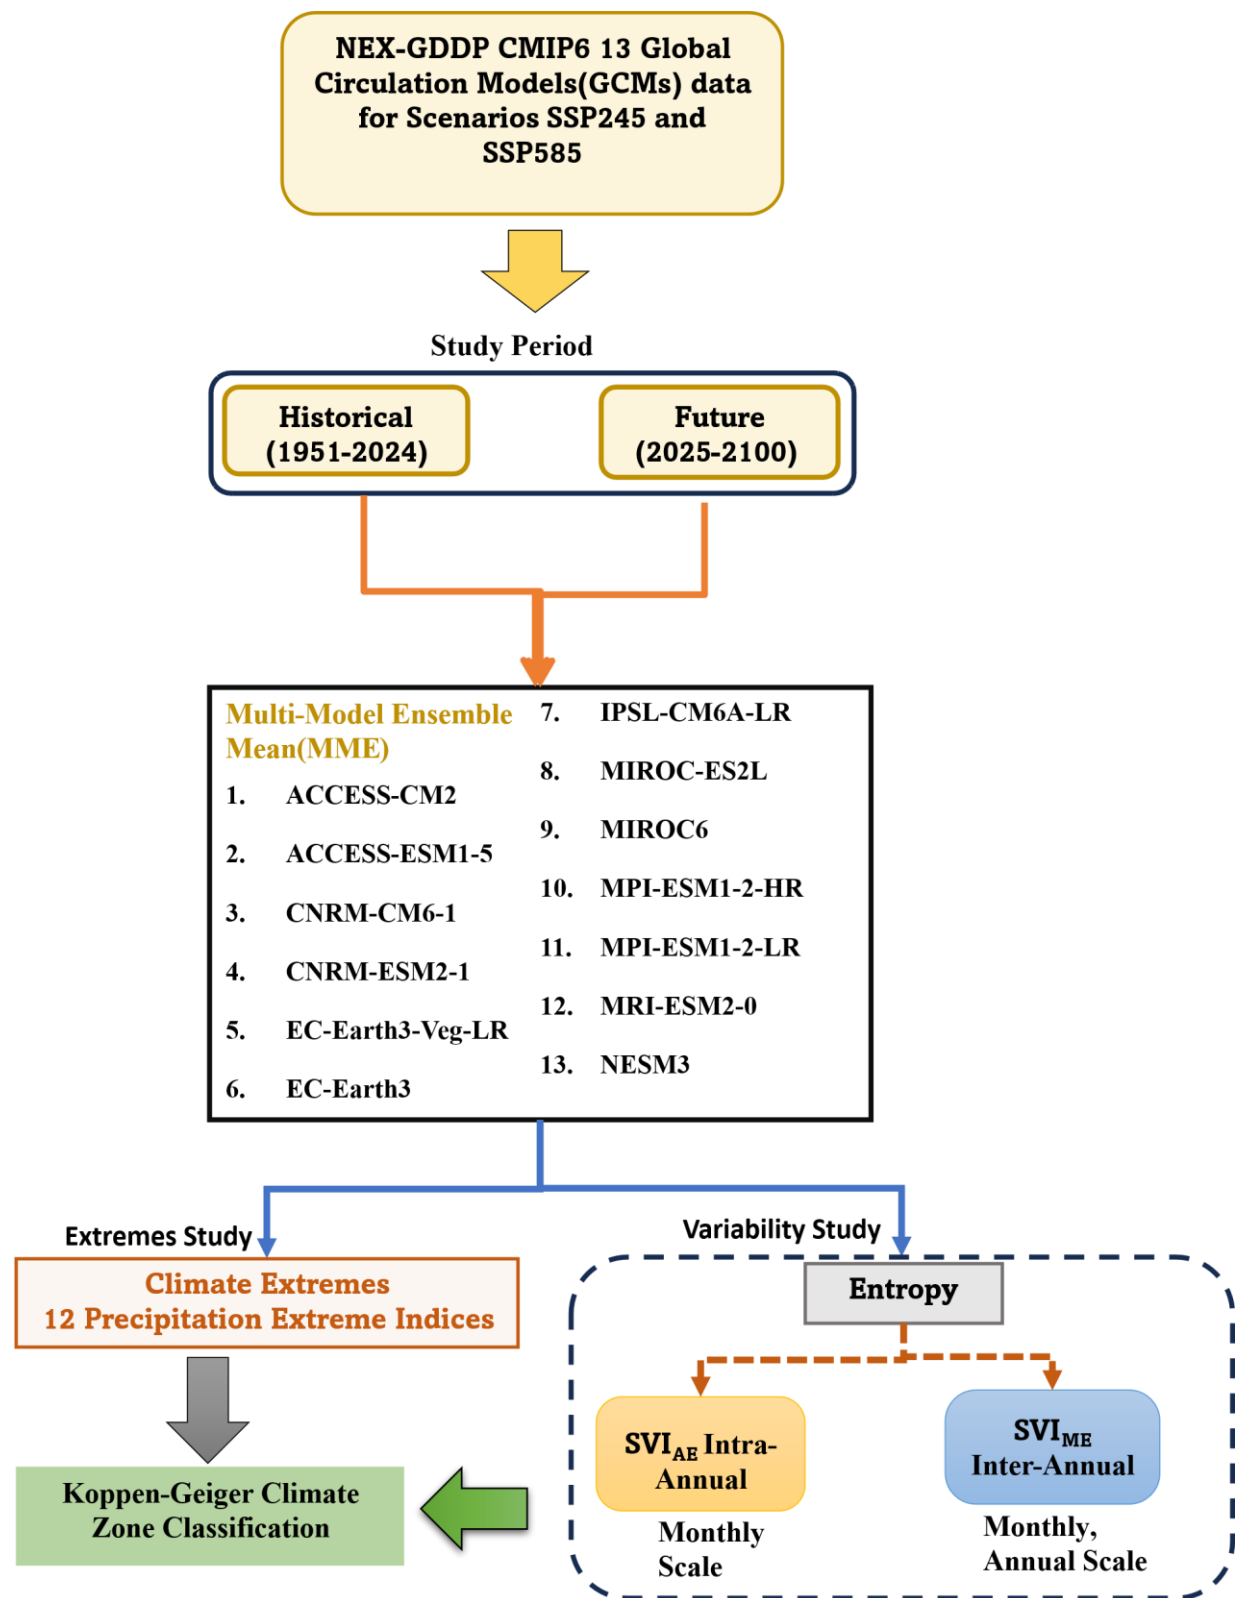 NEX-GDDP CMIP6 13 Global
Circulation Models(GCMs) data
for Scenarios SSP245 and
SSP585
Study Period
Historical
(1951-2024)
Future
(2025-2100)
Multi-Model Ensemble
Mean(MME)
1. ACCESS-CM2
2. ACCESS-ESM1-5
3. CNRM-CM6-1
4. CNRM-ESM2-1
5. EC-Earth3-Veg-LR
6. EC-Earth3
7. IPSL-CM6A-LR
8. MIROC-ES2L
9. MIROC6
10. MPI-ESM1-2-HR
11. MPI-ESM1-2-LR
12. MRI-ESM2-0
13. NESM3
Extremes Study
Climate Extremes
12 Precipitation Extreme Indices
Koppen-Geiger Climate
Zone Classification
Variability Study
Entropy
SVIAE Intra-
Annual
Monthly
Scale
SVIME
Inter-Annual
Monthly,
Annual Scale